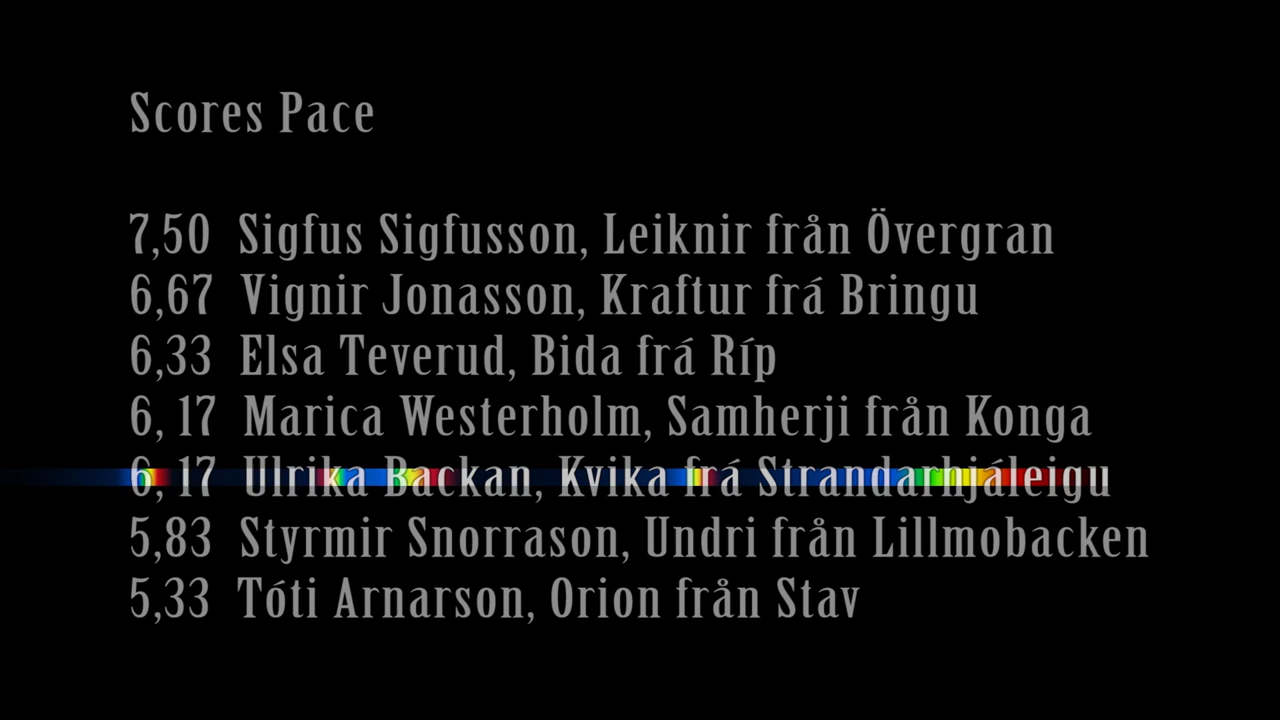 Scores Pace
7,50 Sigfus Sigfusson, Leiknir från Övergran
6,67 Vignir Jonasson, Kraftur frá Bringu
6,33 Elsa Teverud, Bida frá Ríp
6, 17 Marica Westerholm, Samherji från Konga
6, 17 Ulrika Backan, Kvika frá Strandarhjáleigu
5,83 Styrmir Snorrason, Undri från Lillmobacken
5,33 Tóti Arnarson, Orion från Stav